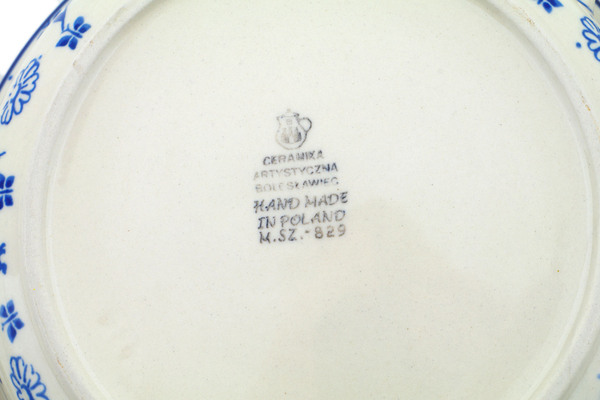 CERAMIKA
ARTYSTYCZNA
BOLESŁAWIEC
HAND MADE
IN POLAND
M.SZ.-829